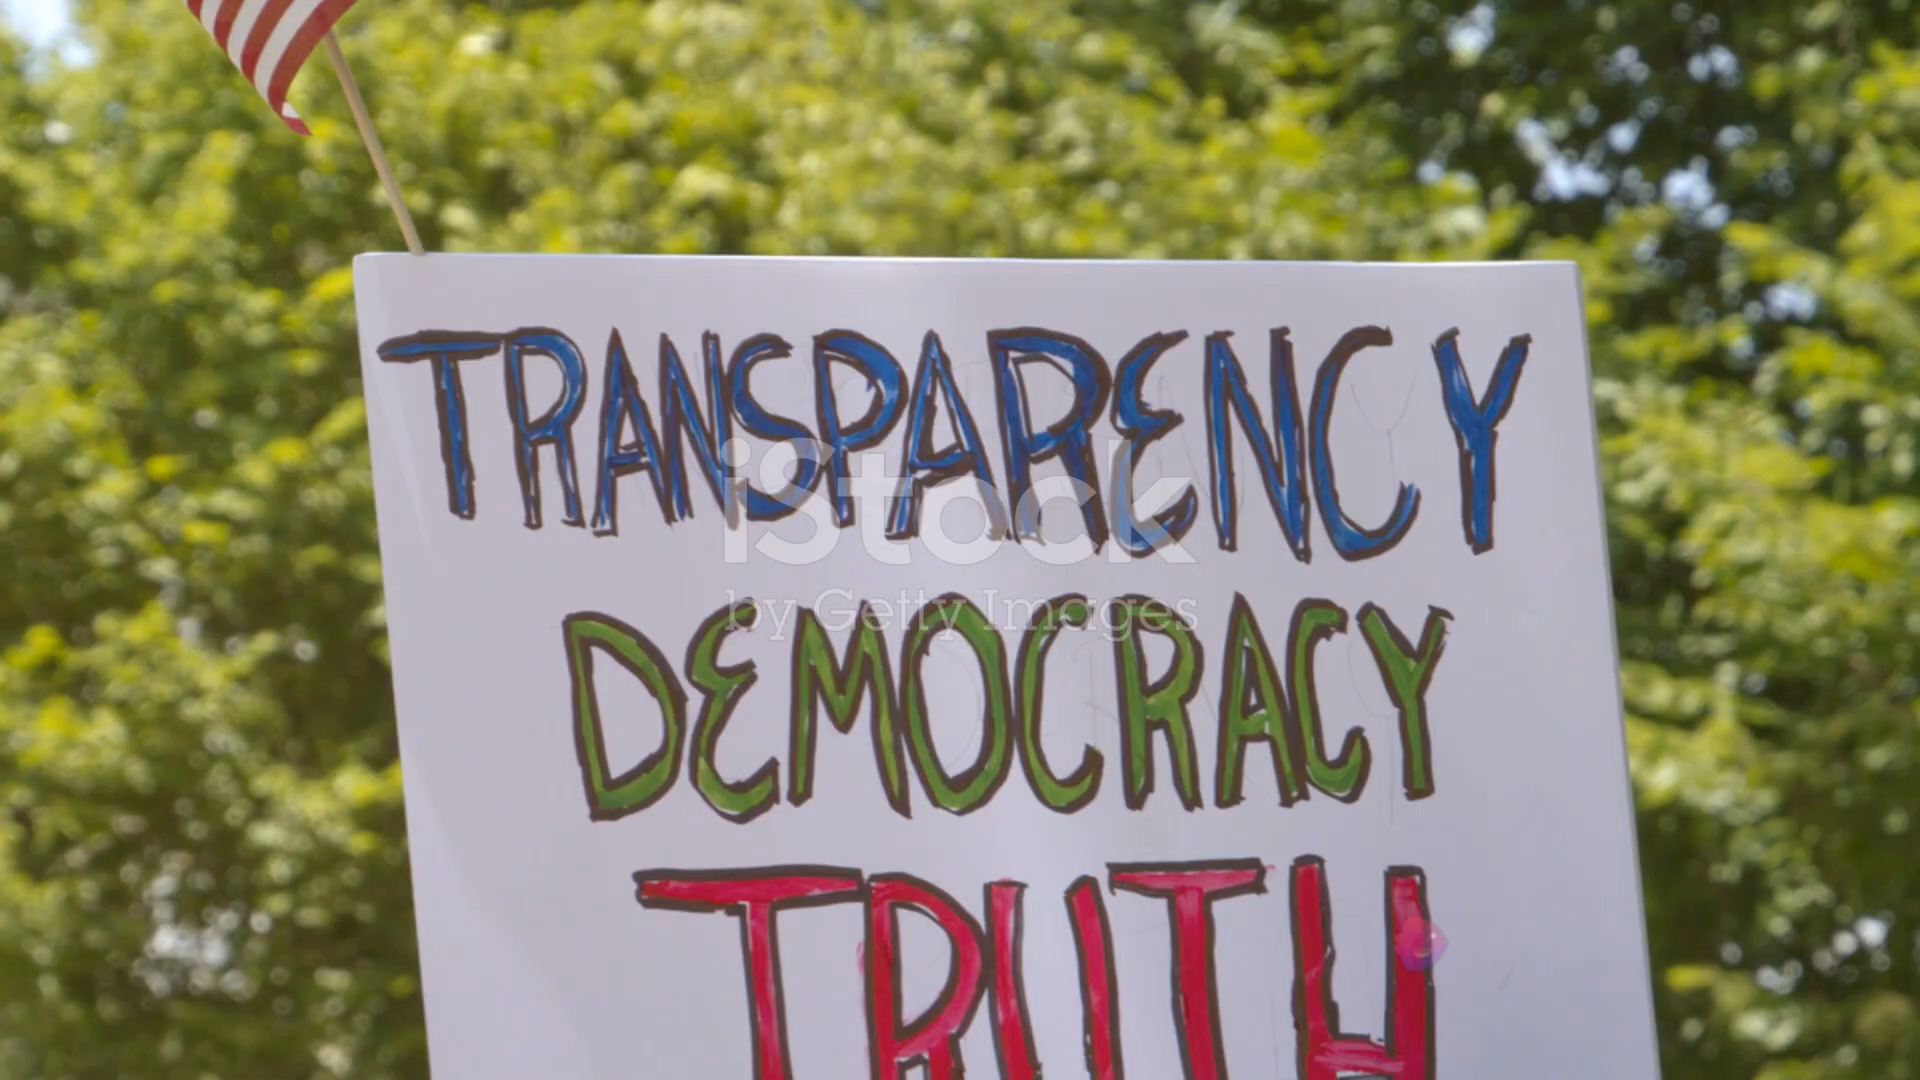 TRANSPARENCY
iStock
by Getty Images
DEMOCRACY
TRUTH